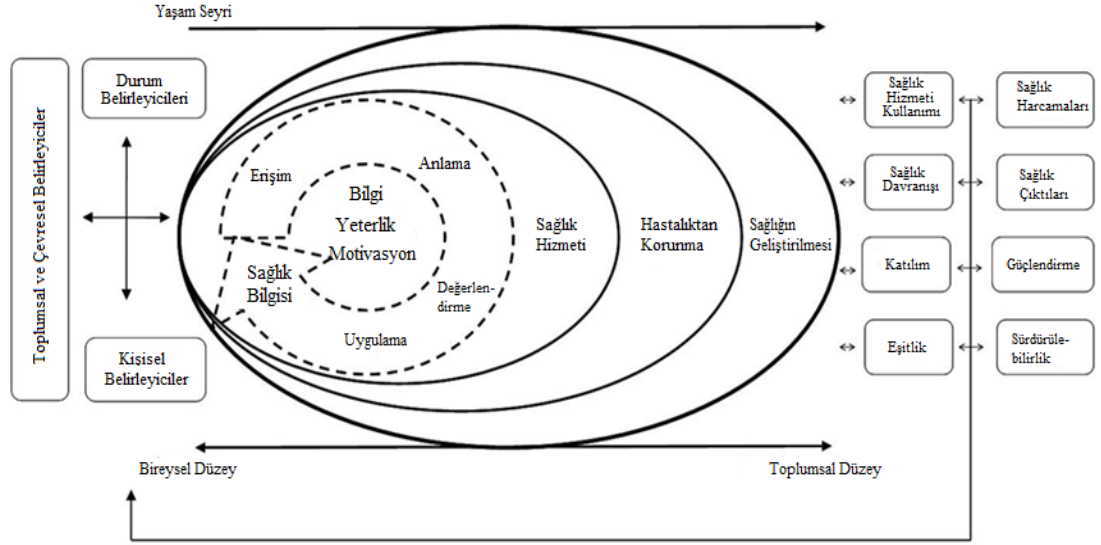 Yaşam Seyri
Toplumsal ve Çevresel Belirleyiciler
Durum
Belirleyicileri
Kişisel
Belirleyiciler
Erişim
Anlama
Bilgi
Yeterlik
Motivasyon
Sağlık
Bilgisi
Değerlen-
dirme
Uygulama
Sağlık
Hizmeti
Hastalıktan
Korunma
Sağlığın
Geliştirilmesi
Sağlık
Hizmeti
Kullanımı
Sağlık
Harcamaları
Sağlık
Davranışı
Sağlık
Çıktıları
Katılım
Güçlendirme
Eşitlik
Sürdürüle-
bilirlik
Bireysel Düzey
Toplumsal Düzey